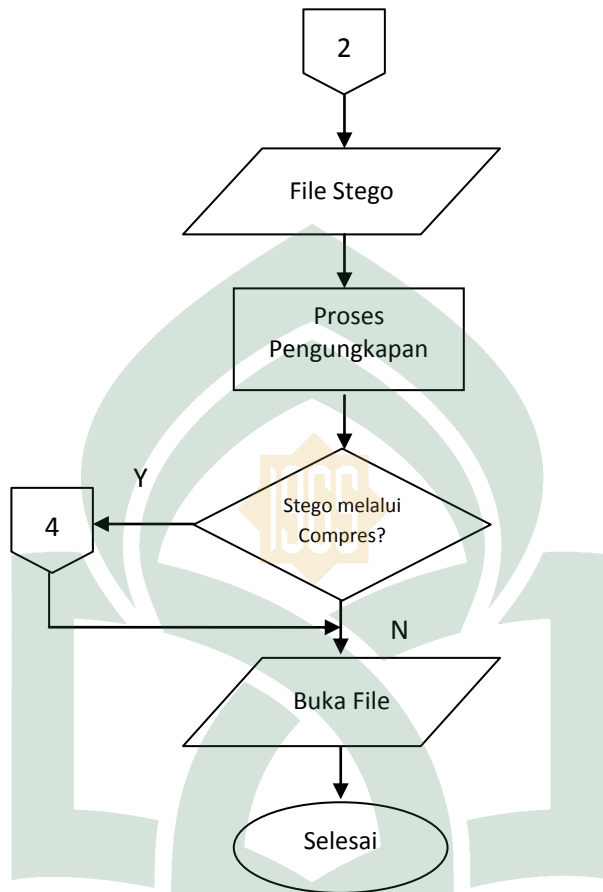 2
File Stego
Proses
Pengungkapan
Y
Stego melalui
Compres?
4
N
Buka File
Selesai